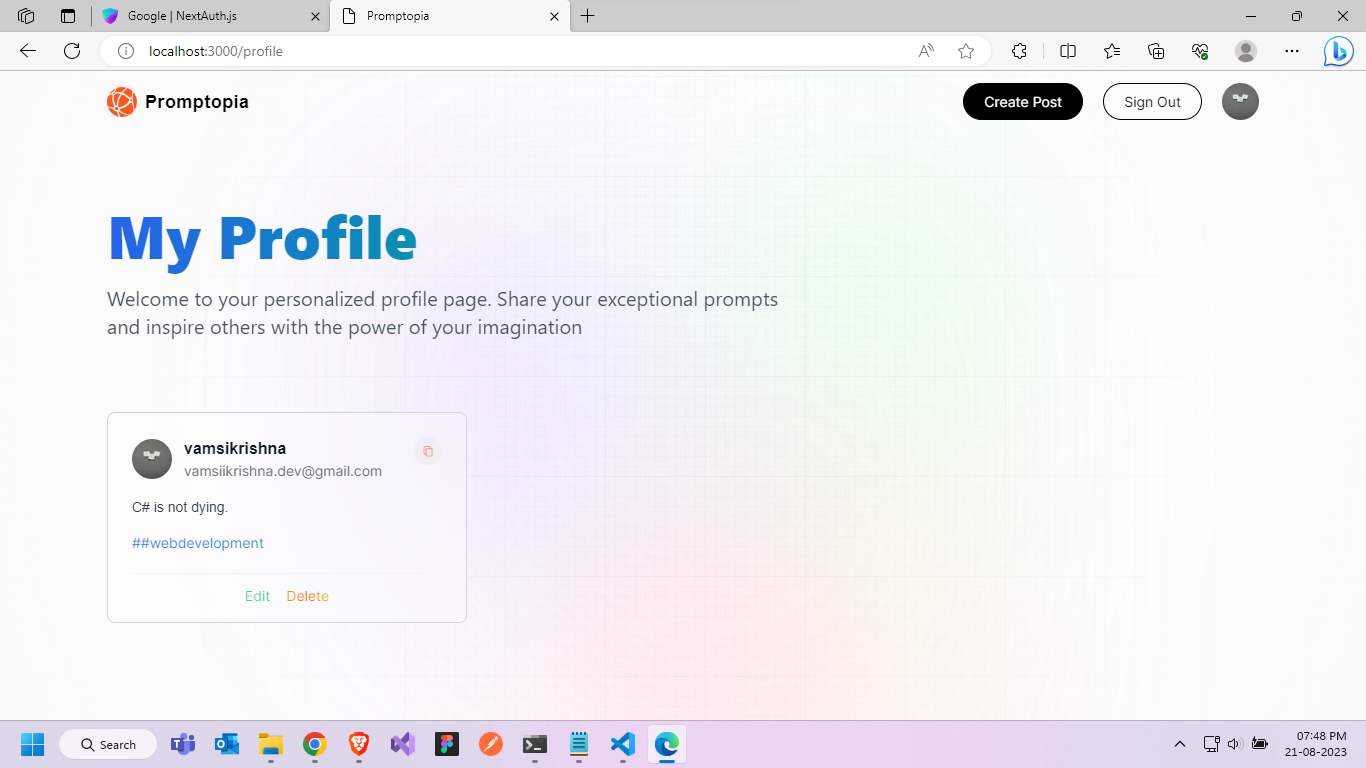 Google | NextAuth.js
Promptopia
localhost:3000/profile
Promptopia
Create Post
Sign Out
My Profile
Welcome to your personalized profile page. Share your exceptional prompts
and inspire others with the power of your imagination
vamsikrishna
vamsiikrishna.dev@gmail.com
C# is not dying.
##webdevelopment
Edit Delete
Search
07:48 PM
21-08-2023